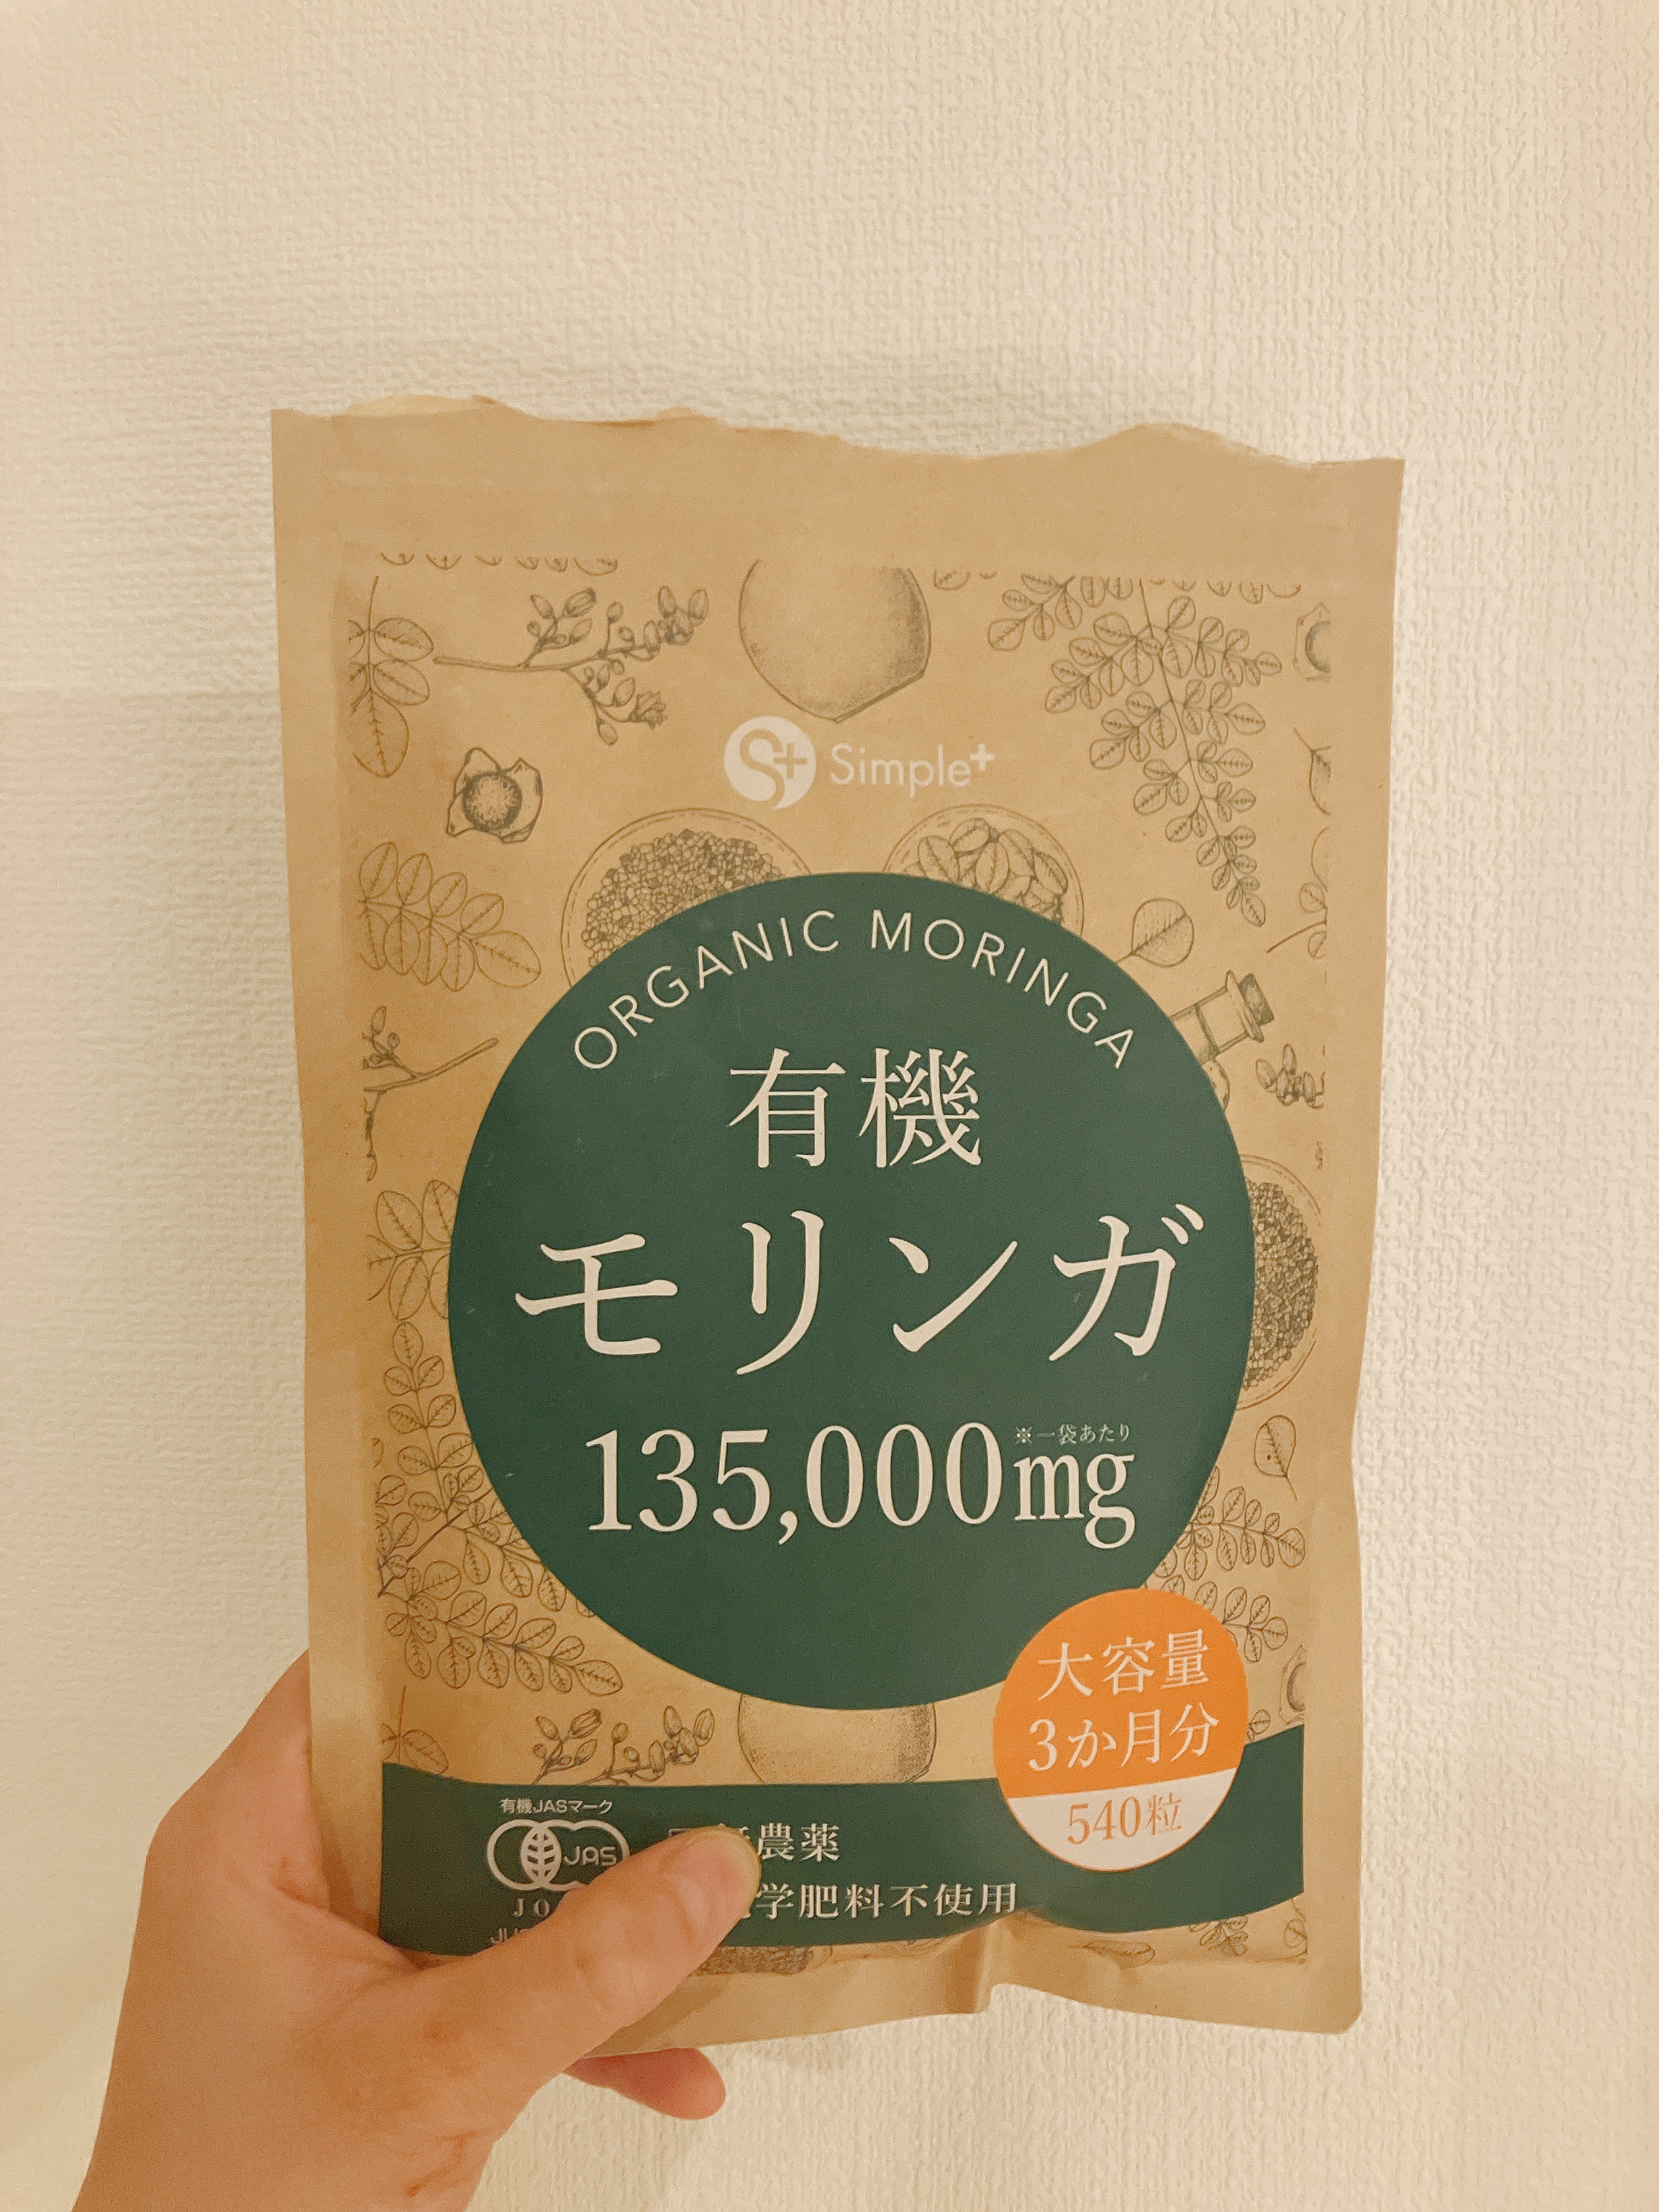 Simple+
ORGANIC MORINGA
有機
モリンガ
※一袋あたり
135,000mg
大容量
3か月分
540粒
有機JASマーク
JAS
農薬
学肥料不使用